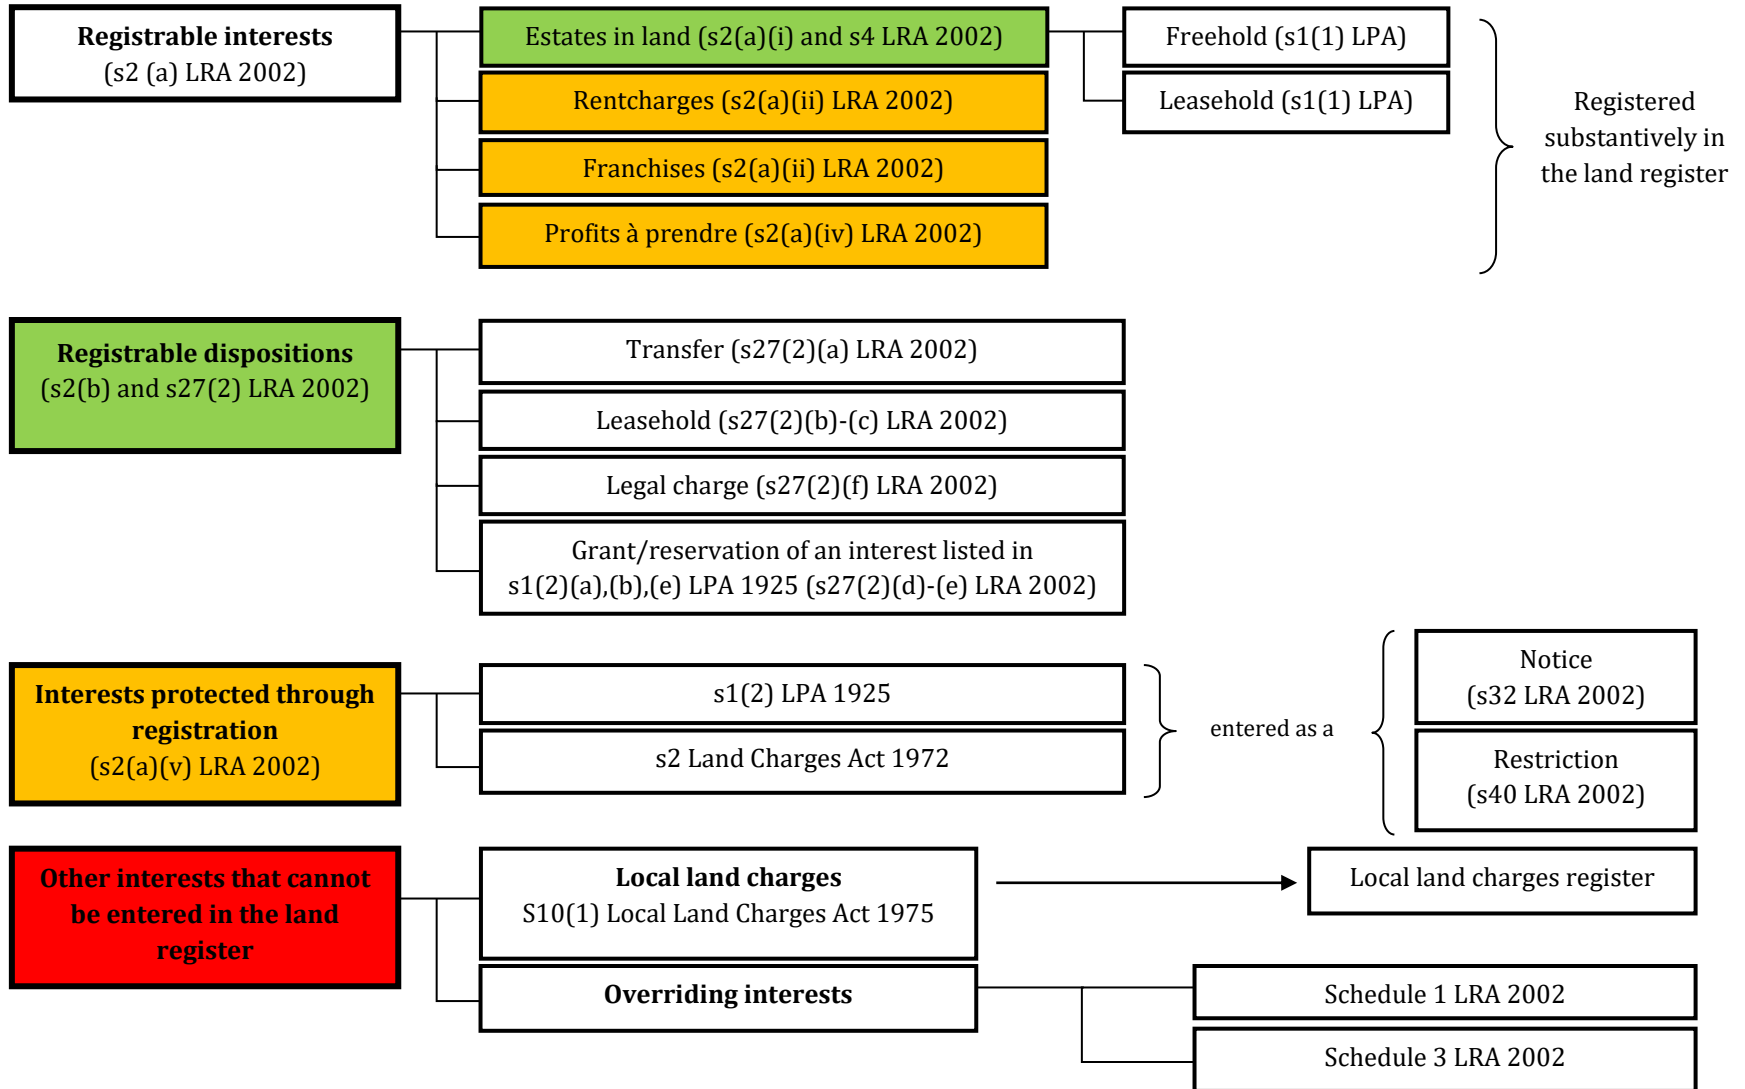 Registrable interests
(s2 (a) LRA 2002)
Estates in land (s2(a)(i) and s4 LRA 2002)
Freehold (s1(1) LPA)
Leasehold (s1(1) LPA)
Rentcharges (s2(a)(ii) LRA 2002)
Franchises (s2(a)(ii) LRA 2002)
Profits à prendre (s2(a)(iv) LRA 2002)
Registered
substantively in
the land register
Registrable dispositions
(s2(b) and s27(2) LRA 2002)
Transfer (s27(2)(a) LRA 2002)
Leasehold (s27(2)(b)-(c) LRA 2002)
Legal charge (s27(2)(f) LRA 2002)
Grant/reservation of an interest listed in
s1(2)(a),(b),(e) LPA 1925 (s27(2)(d)-(e) LRA 2002)
Interests protected through
registration
(s2(a)(v) LRA 2002)
s1(2) LPA 1925
s2 Land Charges Act 1972
entered as a
Notice
(s32 LRA 2002)
Restriction
(s40 LRA 2002)
Other interests that cannot
be entered in the land
register
Local land charges
S10(1) Local Land Charges Act 1975
Local land charges register
Overriding interests
Schedule 1 LRA 2002
Schedule 3 LRA 2002